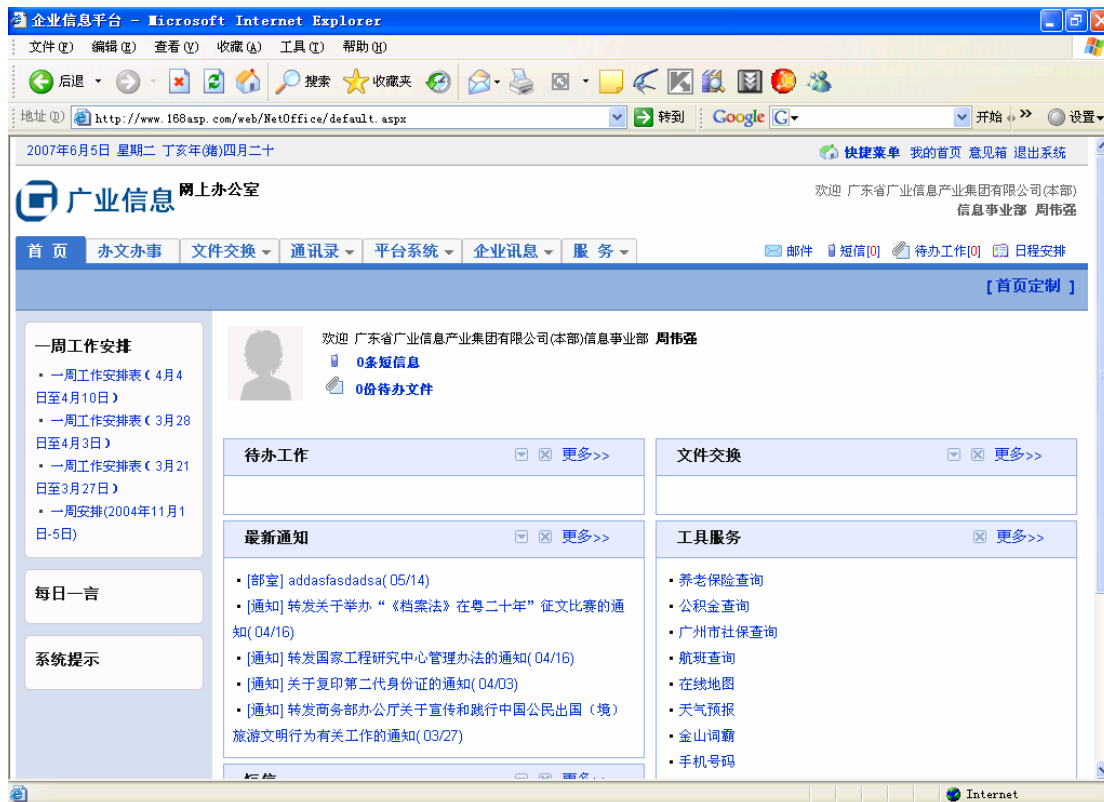 企业信息平台 - Microsoft Internet Explorer
文件(F) 编辑(E) 查看(V) 收藏(A) 工具(T) 帮助(H)
后退 搜索 收藏夹
地址(D) http://www.168asp.com/web/NetOffice/default.aspx 转到 Google G 开始 >> 设置
2007年6月5日 星期二 丁亥年(猪)四月二十 快捷菜单 我的首页 意见箱 退出系统
广业信息 网上办公室 欢迎 广东省广业信息产业集团有限公司(本部)
信息事业部 周伟强
首 页 办文办事 文件交换 通讯录 平台系统 企业讯息 服 务 邮件 短信[0] 待办工作[0] 日程安排
[首页定制 ]
欢迎 广东省广业信息产业集团有限公司(本部)信息事业部 周伟强
0条短信息
0份待办文件
一周工作安排
• 一周工作安排表(4月4
日至4月10日)
• 一周工作安排表(3月28
日至4月3日)
• 一周工作安排表(3月21
日至3月27日)
• 一周安排(2004年11月1
日-5日)
每日一言
系统提示
待办工作 更多>>
文件交换 更多>>
最新通知 更多>>
• [部室] addasfasdadsa(05/14)
• [通知] 转发关于举办“《档案法》在粤二十年”征文比赛的通
知(04/16)
• [通知] 转发国家工程研究中心管理办法的通知(04/16)
• [通知] 关于复印第二代身份证的通知(04/03)
• [通知] 转发商务部办公厅关于宣传和践行中国公民出国（境）
旅游文明行为有关工作的通知(03/27)
工具服务 更多>>
• 养老保险查询
• 公积金查询
• 广州市社保查询
• 航班查询
• 在线地图
• 天气预报
• 金山词霸
• 手机号码
Internet